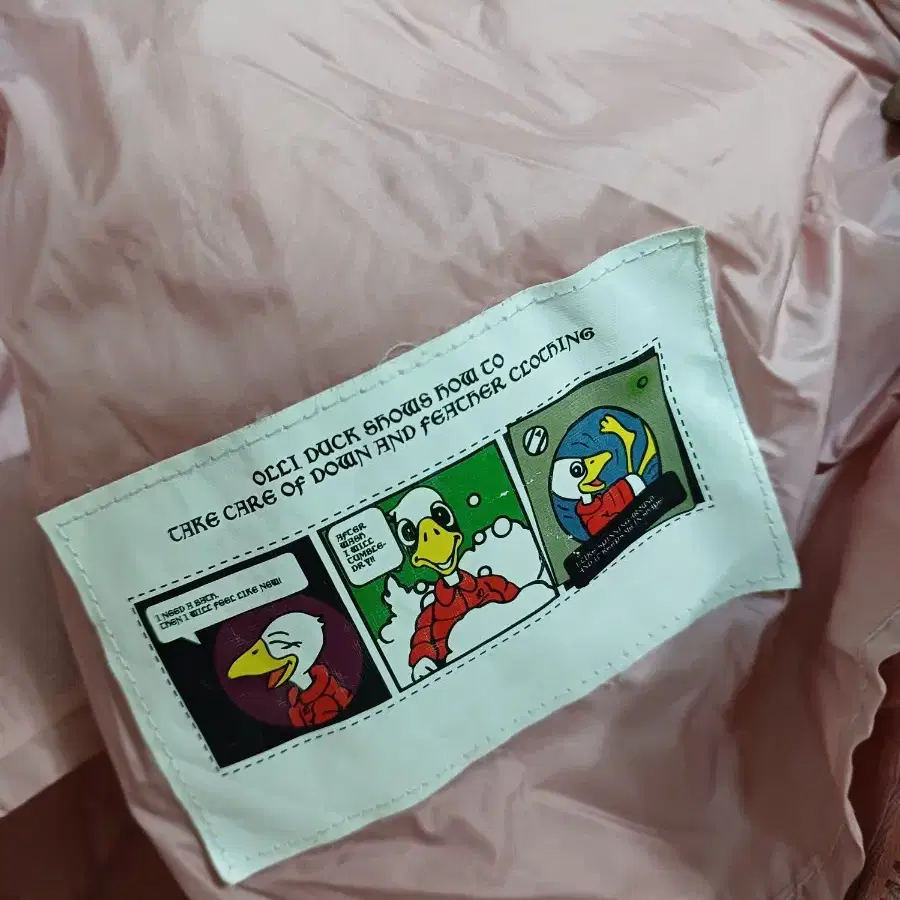 OLLI DUCK SHOWS HOW TO
TAKE CARE OF DOWN AND FEATHER CLOTHING
I NEED A BATH,
THEN I WILL FEEL LIKE NEW!
AFTER
WASH
I WILL
TUMBLE-
DRY!!